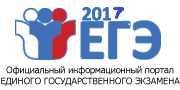 2017
ЕГЭ
Официальный информационный портал
ЕДИНОГО ГОСУДАРСТВЕННОГО ЭКЗАМЕНА